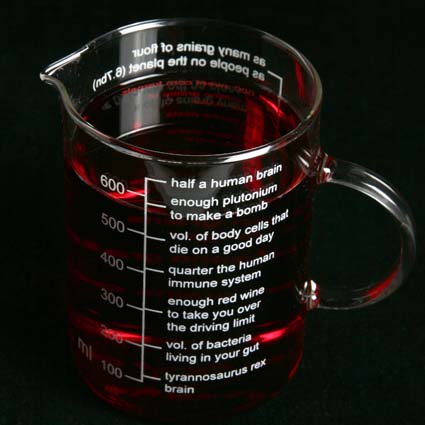 as many grains of flour
as people on the planet (6.7bn)
600
half a human brain
enough plutonium
to make a bomb
500
vol. of body cells that
die on a good day
400
quarter the human
immune system
300
enough red wine
to take you over
the driving limit
200
vol. of bacteria
living in your gut
ml
100
tyrannosaurus rex
brain